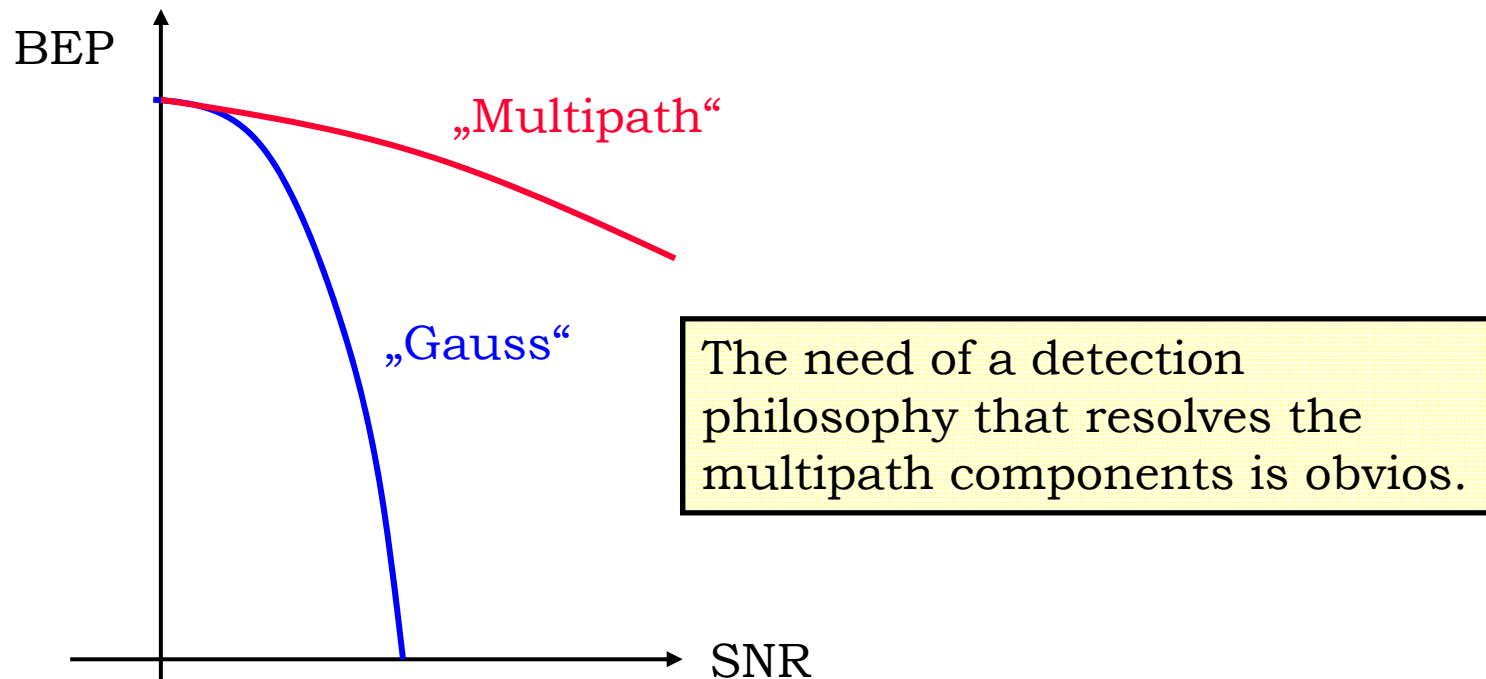 BEP
„Multipath“
„Gauss“
The need of a detection
philosophy that resolves the
multipath components is obvios.
SNR